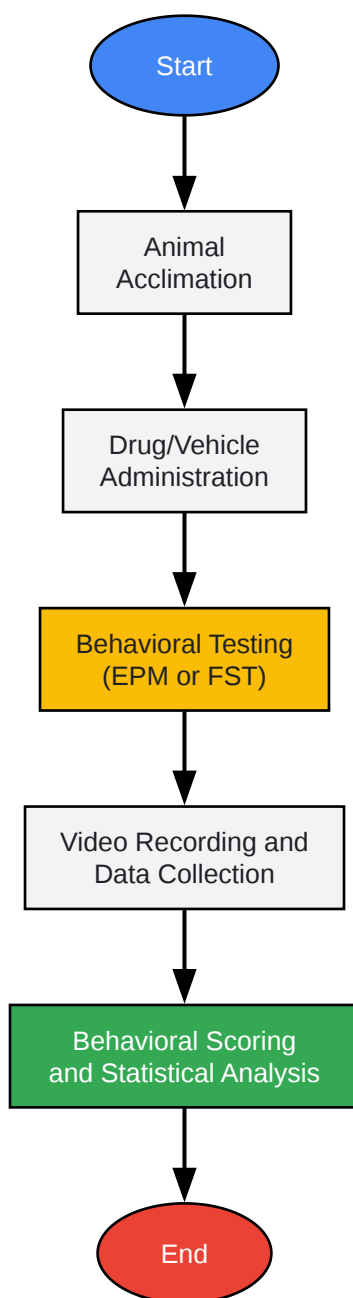 Start
Animal
Acclimation
Drug/Vehicle
Administration
Behavioral Testing
(EPM or FST)
Video Recording and
Data Collection
Behavioral Scoring
and Statistical Analysis
End